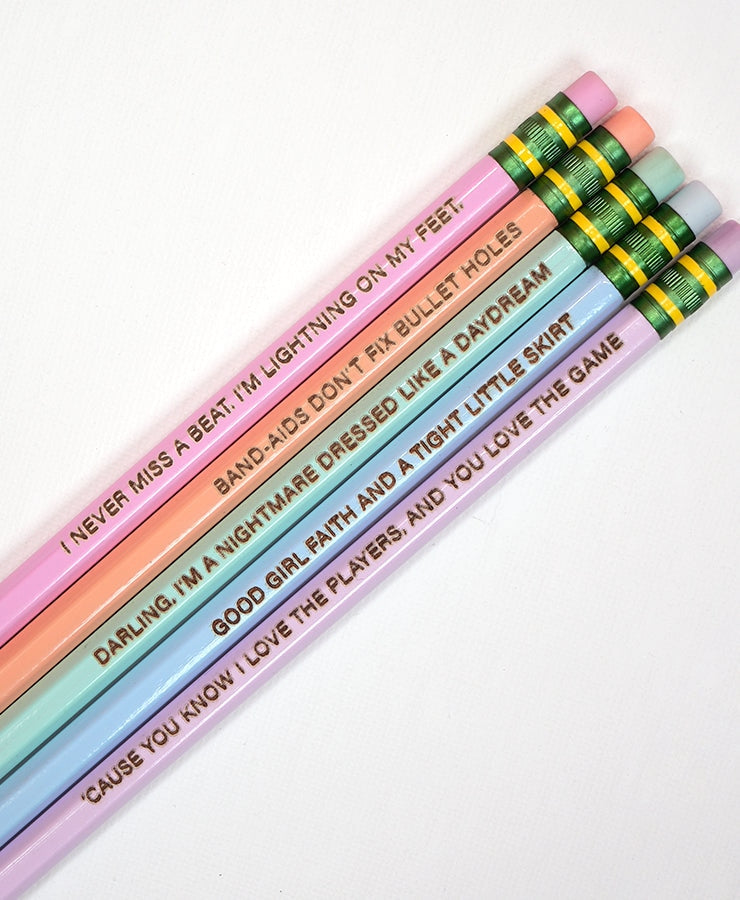 I NEVER MISS A BEAT. I'M LIGHTNING ON MY FEET.
BAND-AIDS DON'T FIX BULLET HOLES
DARLING, I'M A NIGHTMARE DRESSED LIKE A DAYDREAM
GOOD GIRL FAITH AND A TIGHT LITTLE SKIRT
'CAUSE YOU KNOW I LOVE THE PLAYERS, AND YOU LOVE THE GAME